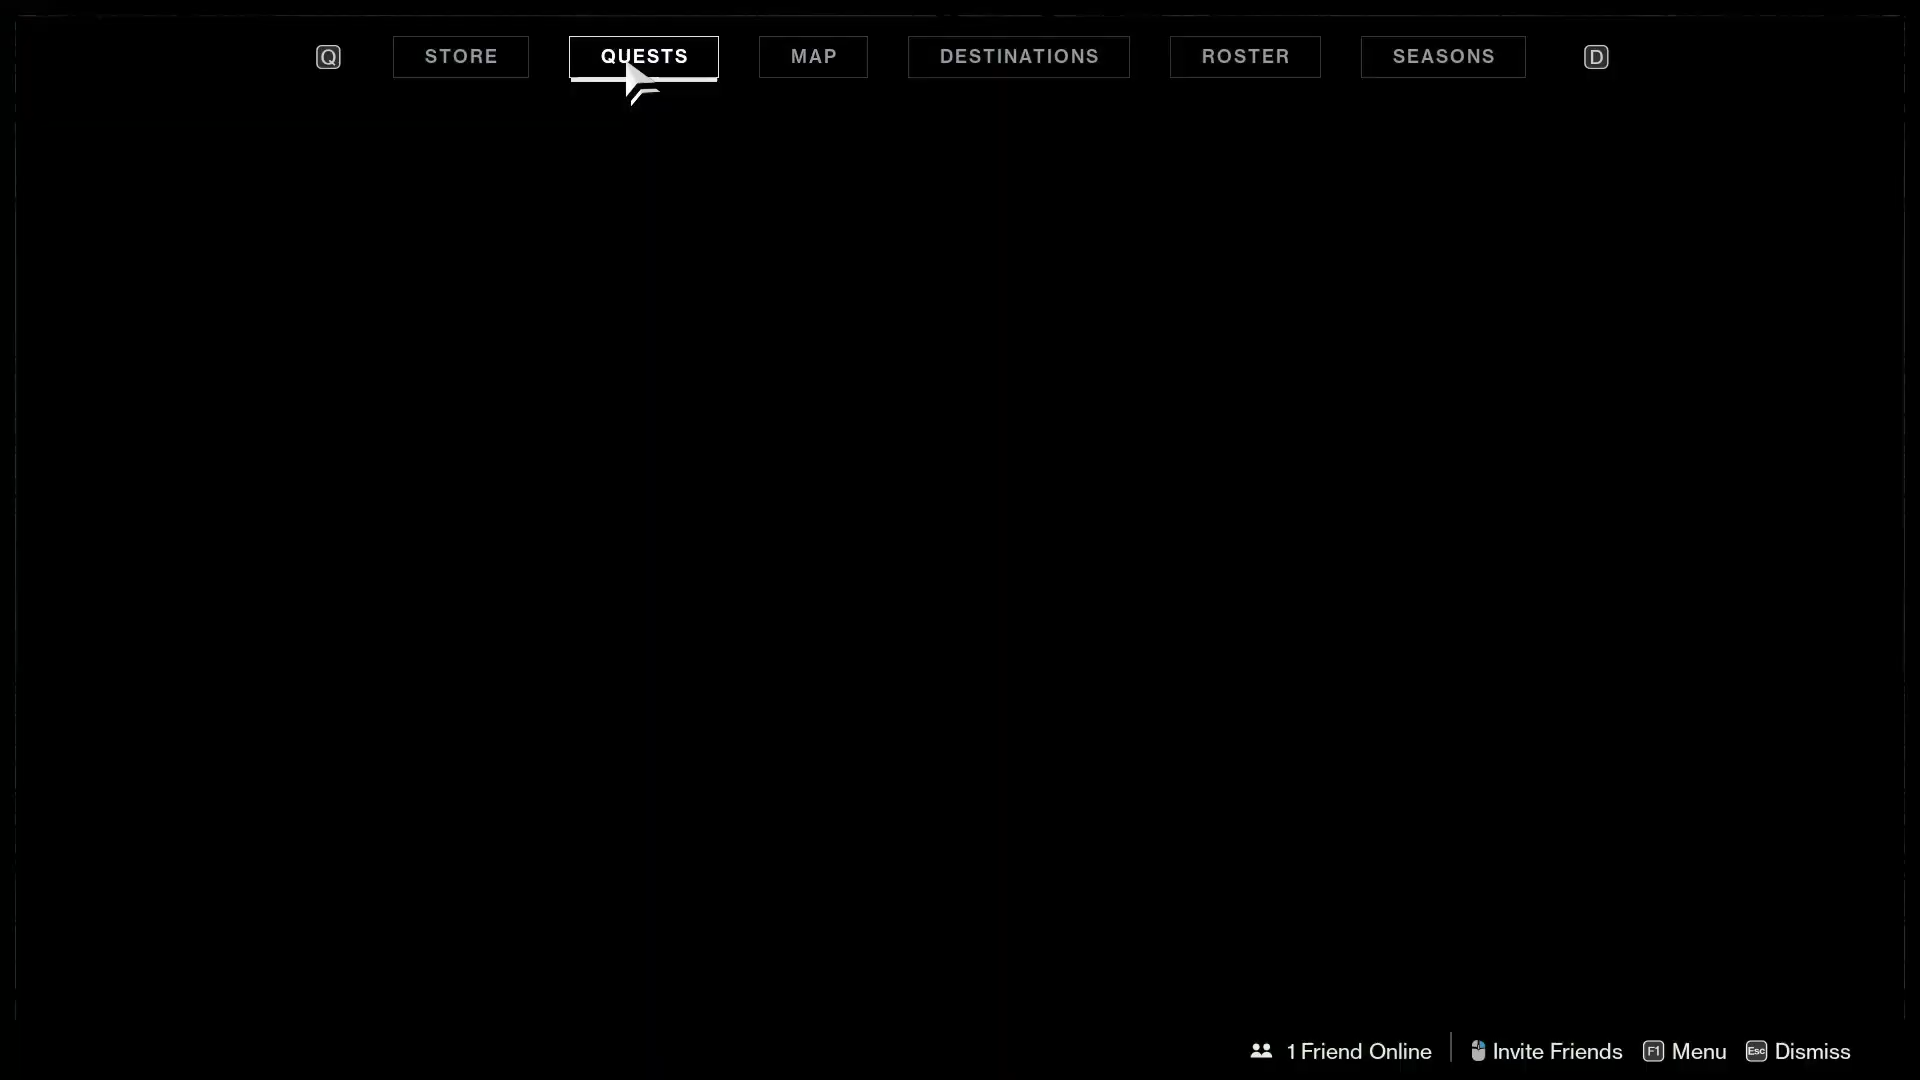 Q STORE QUESTS MAP DESTINATIONS ROSTER SEASONS D
1 Friend Online Invite Friends F1 Menu Esc Dismiss